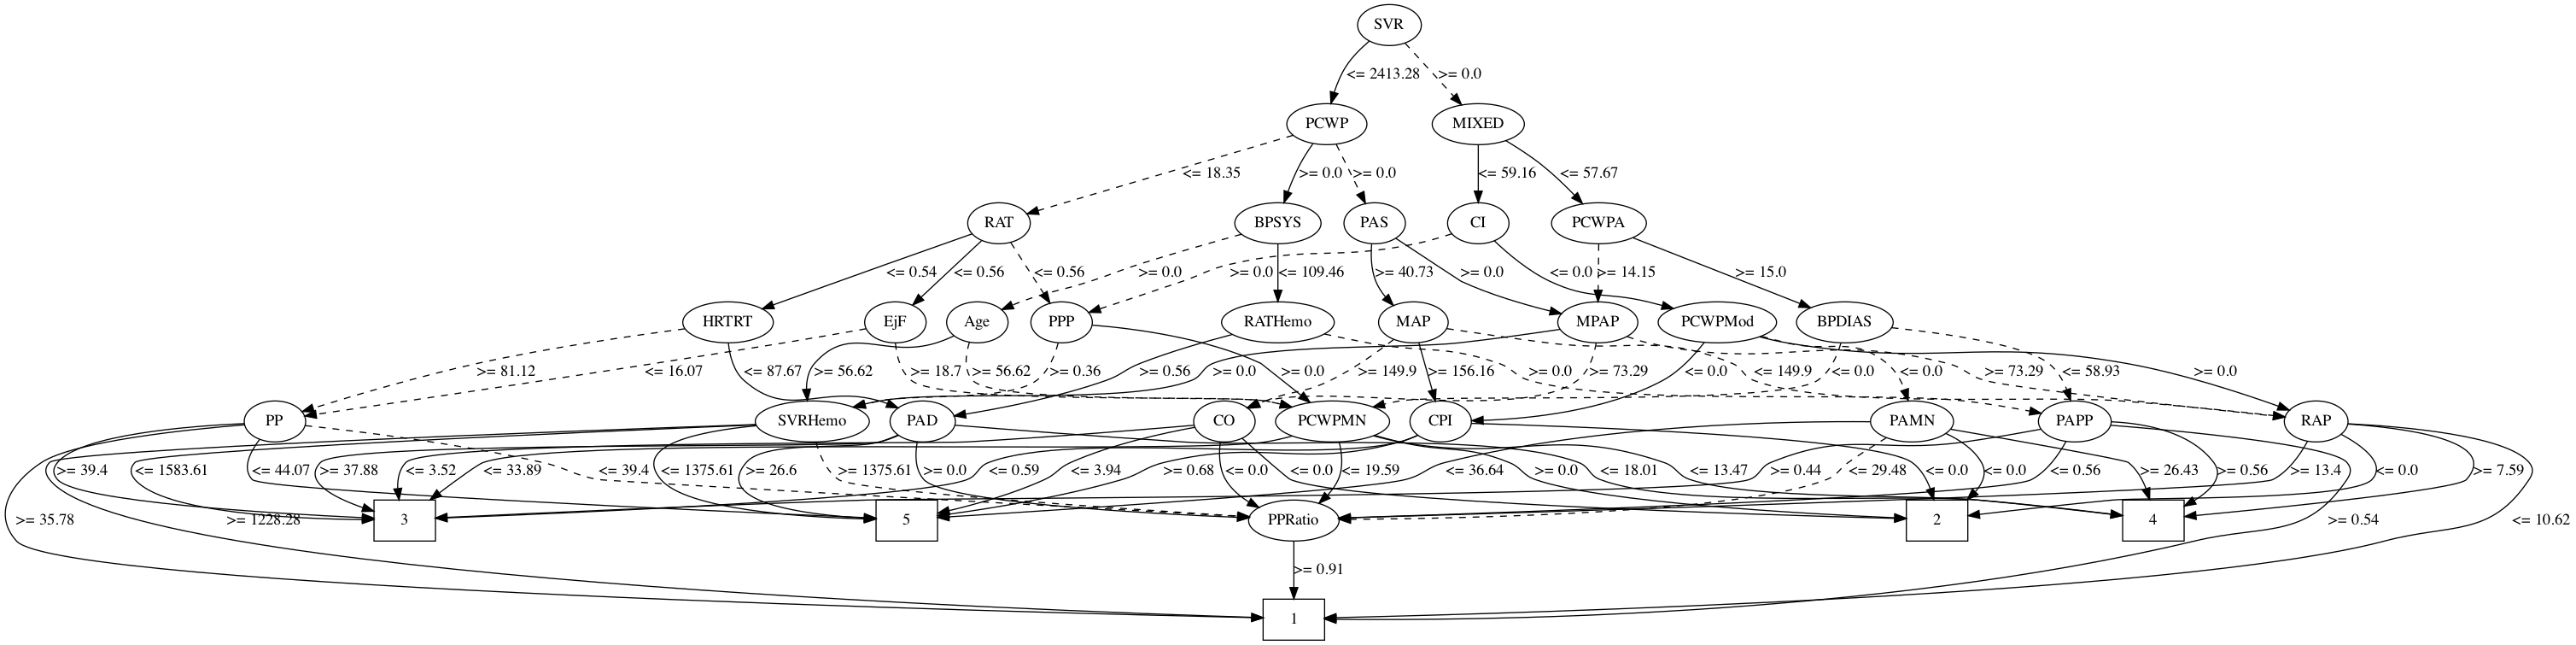 SVR
<= 2413.28
>= 0.0
PCWP
MIXED
<= 18.35
>= 0.0
>= 0.0
<= 59.16
<= 57.67
RAT
BPSYS
PAS
CI
PCWPA
<= 0.54
<= 0.56
<= 0.56
>= 0.0
>= 0.0
<= 109.46
>= 40.73
>= 0.0
<= 0.0
>= 14.15
>= 15.0
HRTRT
EjF
Age
PPP
RATHemo
MAP
MPAP
PCWPMod
BPDIAS
>= 81.12
<= 16.07
<= 87.67
>= 56.62
>= 18.7
>= 56.62
>= 0.36
>= 0.56
>= 0.0
>= 0.0
>= 149.9
>= 156.16
>= 0.0
>= 73.29
<= 0.0
<= 149.9
<= 0.0
<= 0.0
>= 73.29
<= 58.93
>= 0.0
PP
SVRHemo
PAD
CO
PCWPMN
CPI
PAMN
PAPP
RAP
>= 39.4
<= 1583.61
<= 44.07
>= 37.88
<= 3.52
<= 33.89
<= 39.4
<= 1375.61
>= 26.6
>= 1375.61
>= 0.0
<= 0.59
<= 3.94
>= 0.68
<= 0.0
<= 0.0
<= 19.59
<= 36.64
>= 0.0
<= 18.01
<= 13.47
>= 0.44
<= 29.48
<= 0.0
<= 0.0
<= 0.56
>= 26.43
>= 0.56
>= 13.4
<= 0.0
>= 7.59
>= 35.78
>= 1228.28
3
5
PPRatio
2
4
>= 0.54
<= 10.62
>= 0.91
1